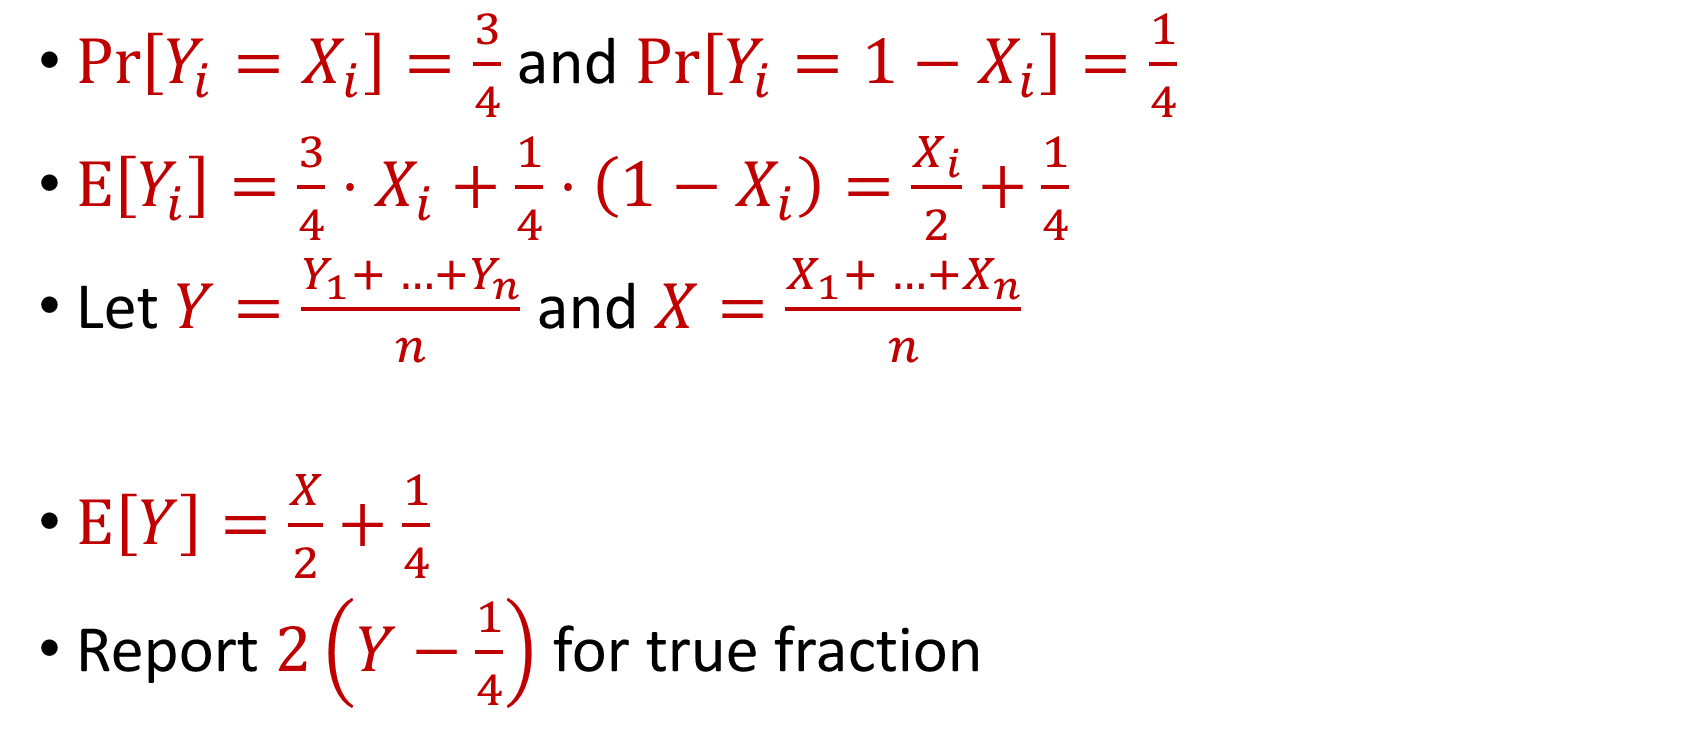 • Pr[Yᵢ = Xᵢ] = 3/4 and Pr[Yᵢ = 1 − Xᵢ] = 1/4
• E[Yᵢ] = 3/4 · Xᵢ + 1/4 · (1 − Xᵢ) = Xᵢ/2 + 1/4
• Let Y = (Y₁+ …+Yₙ)/n and X = (X₁+ …+Xₙ)/n
• E[Y] = X/2 + 1/4
• Report 2(Y − 1/4) for true fraction